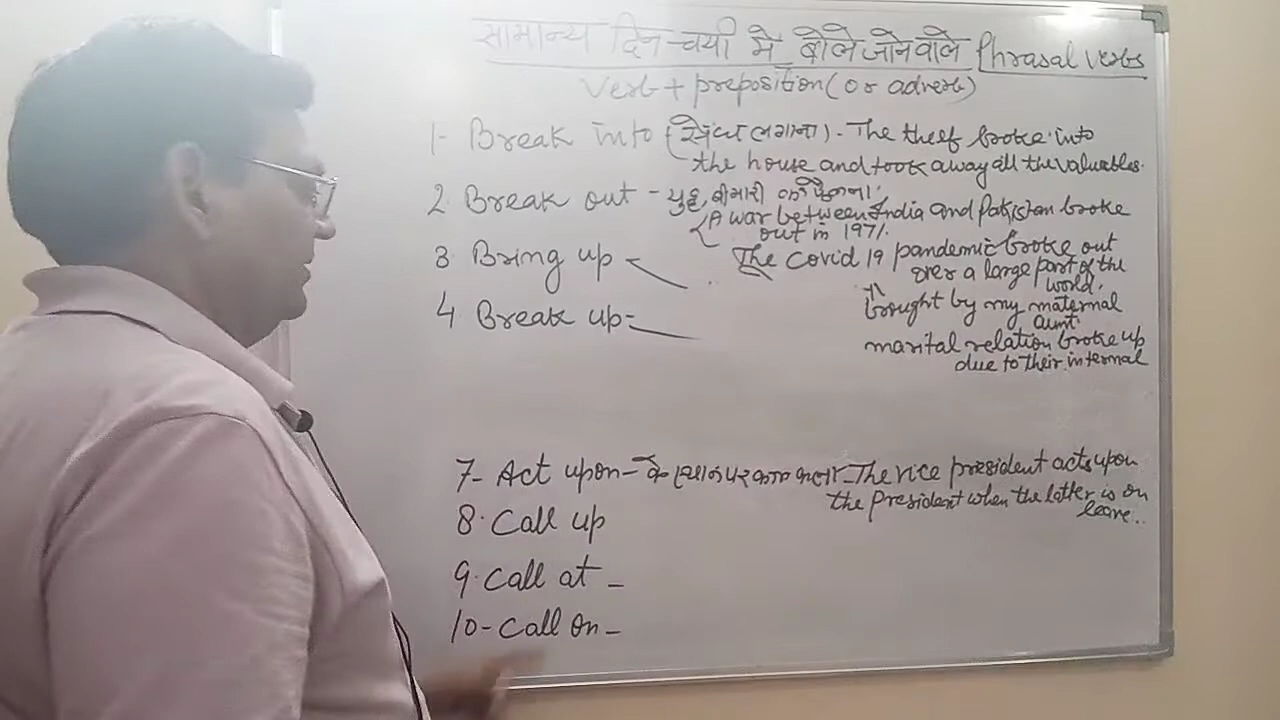 सामान्य दिन-चर्या में बोले जाने वाले Phrasal verbs
Verb + preposition (or adverb)
1- Break into (सेंध लगाना) - The theef broke into
the house and took away all the valuables.
2. Break out - युद्ध, बीमारी का फैलना.
A war between India and Pakistan broke
out in 1971.
The Covid 19 pandemic broke out
over a large part of the
world.
3 Bring up
brought by my maternal
aunt.
4. Break up-
marital relation broke up
due to their internal
7- Act upon - के स्थान पर काम करना - The vice president acts upon
the President when the latter is on
leave..
8. Call up
9. Call at -
10- Call on -